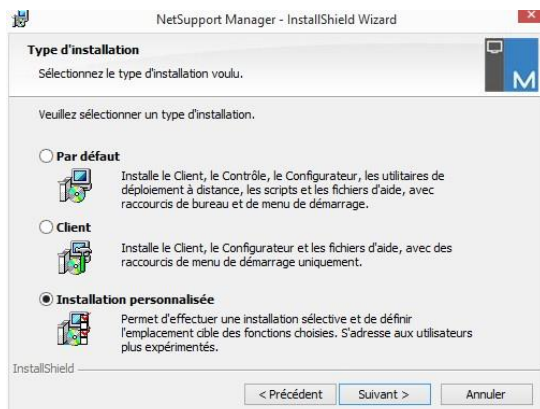 NetSupport Manager - InstallShield Wizard
Type d'installation
Sélectionnez le type d'installation voulu.
M
Veuillez sélectionner un type d'installation.
Par défaut
Installe le Client, le Contrôle, le Configurateur, les utilitaires de
déploiement à distance, les scripts et les fichiers d'aide, avec
raccourcis de bureau et de menu de démarrage.
Client
Installe le Client, le Configurateur et les fichiers d'aide, avec des
raccourcis de menu de démarrage uniquement.
Installation personnalisée
Permet d'effectuer une installation sélective et de définir
l'emplacement cible des fonctions choisies. S'adresse aux utilisateurs
plus expérimentés.
InstallShield
< Précédent Suivant > Annuler